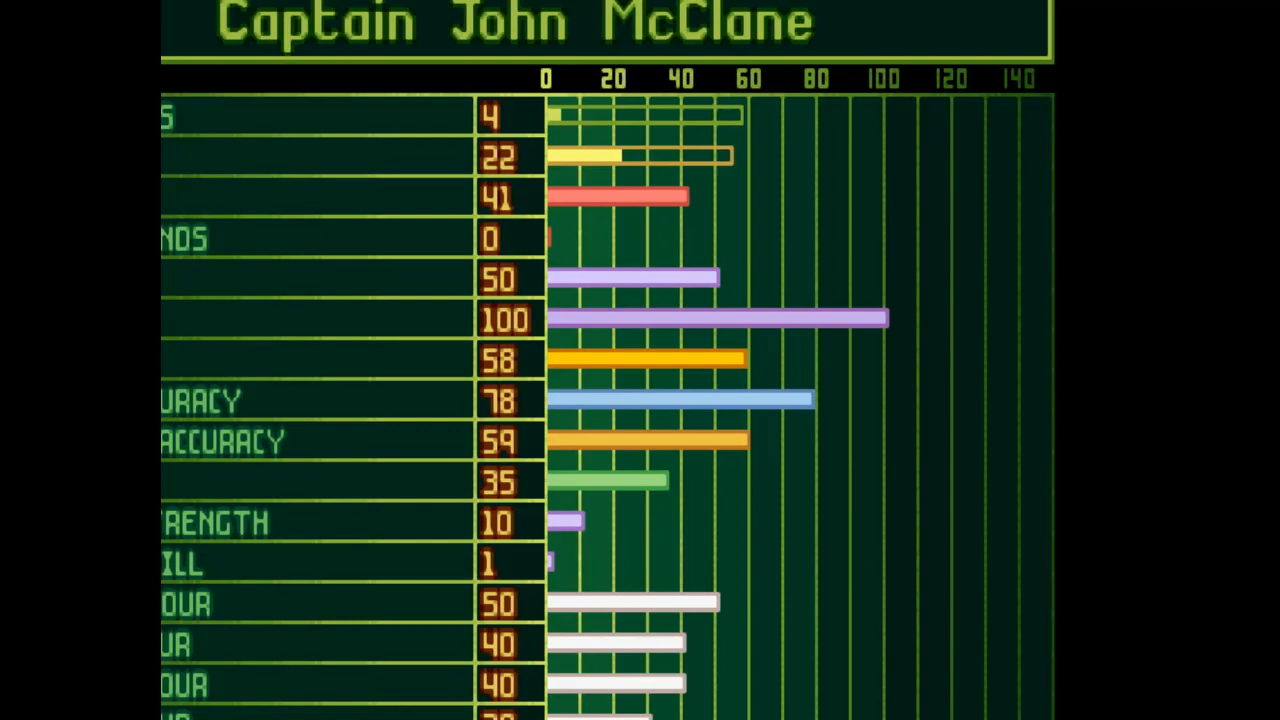 Captain John McClane
0 20 40 60 80 100 120 140
S 4
22
41
NDS 0
50
100
58
URACY 78
ACCURACY 59
35
RENGTH 10
ILL 1
OUR 50
UR 40
OUR 40